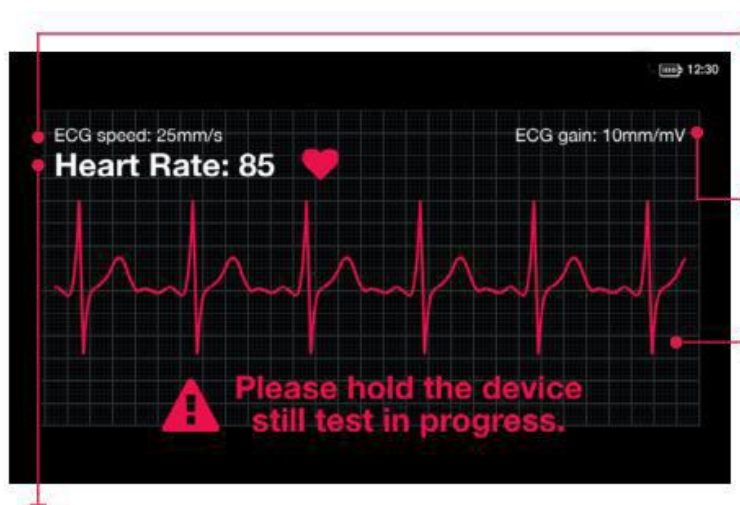 12:30
ECG speed: 25mm/s
ECG gain: 10mm/mV
Heart Rate: 85
Please hold the device
still test in progress.